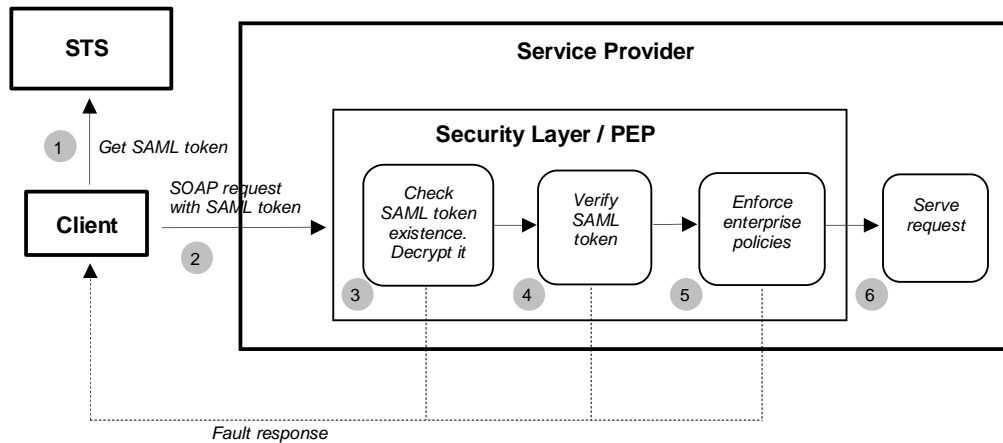 STS
Service Provider
Security Layer / PEP
1
Get SAML token
SOAP request
with SAML token
Client
2
Check
SAML token
existence.
Decrypt it
Verify
SAML
token
Enforce
enterprise
policies
Serve
request
3
4
5
6
Fault response